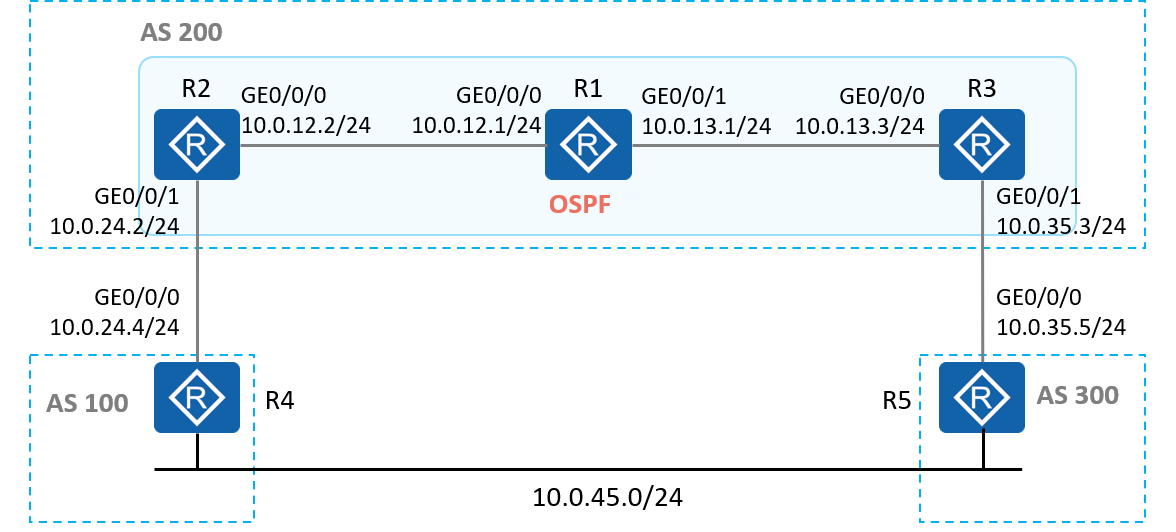 AS 200
R2
GE0/0/0
10.0.12.2/24
GE0/0/0
10.0.12.1/24
R1
GE0/0/1
10.0.13.1/24
GE0/0/0
10.0.13.3/24
R3
R
R
R
OSPF
GE0/0/1
10.0.24.2/24
GE0/0/1
10.0.35.3/24
GE0/0/0
10.0.24.4/24
GE0/0/0
10.0.35.5/24
AS 100
R
R4
R5
R
AS 300
10.0.45.0/24